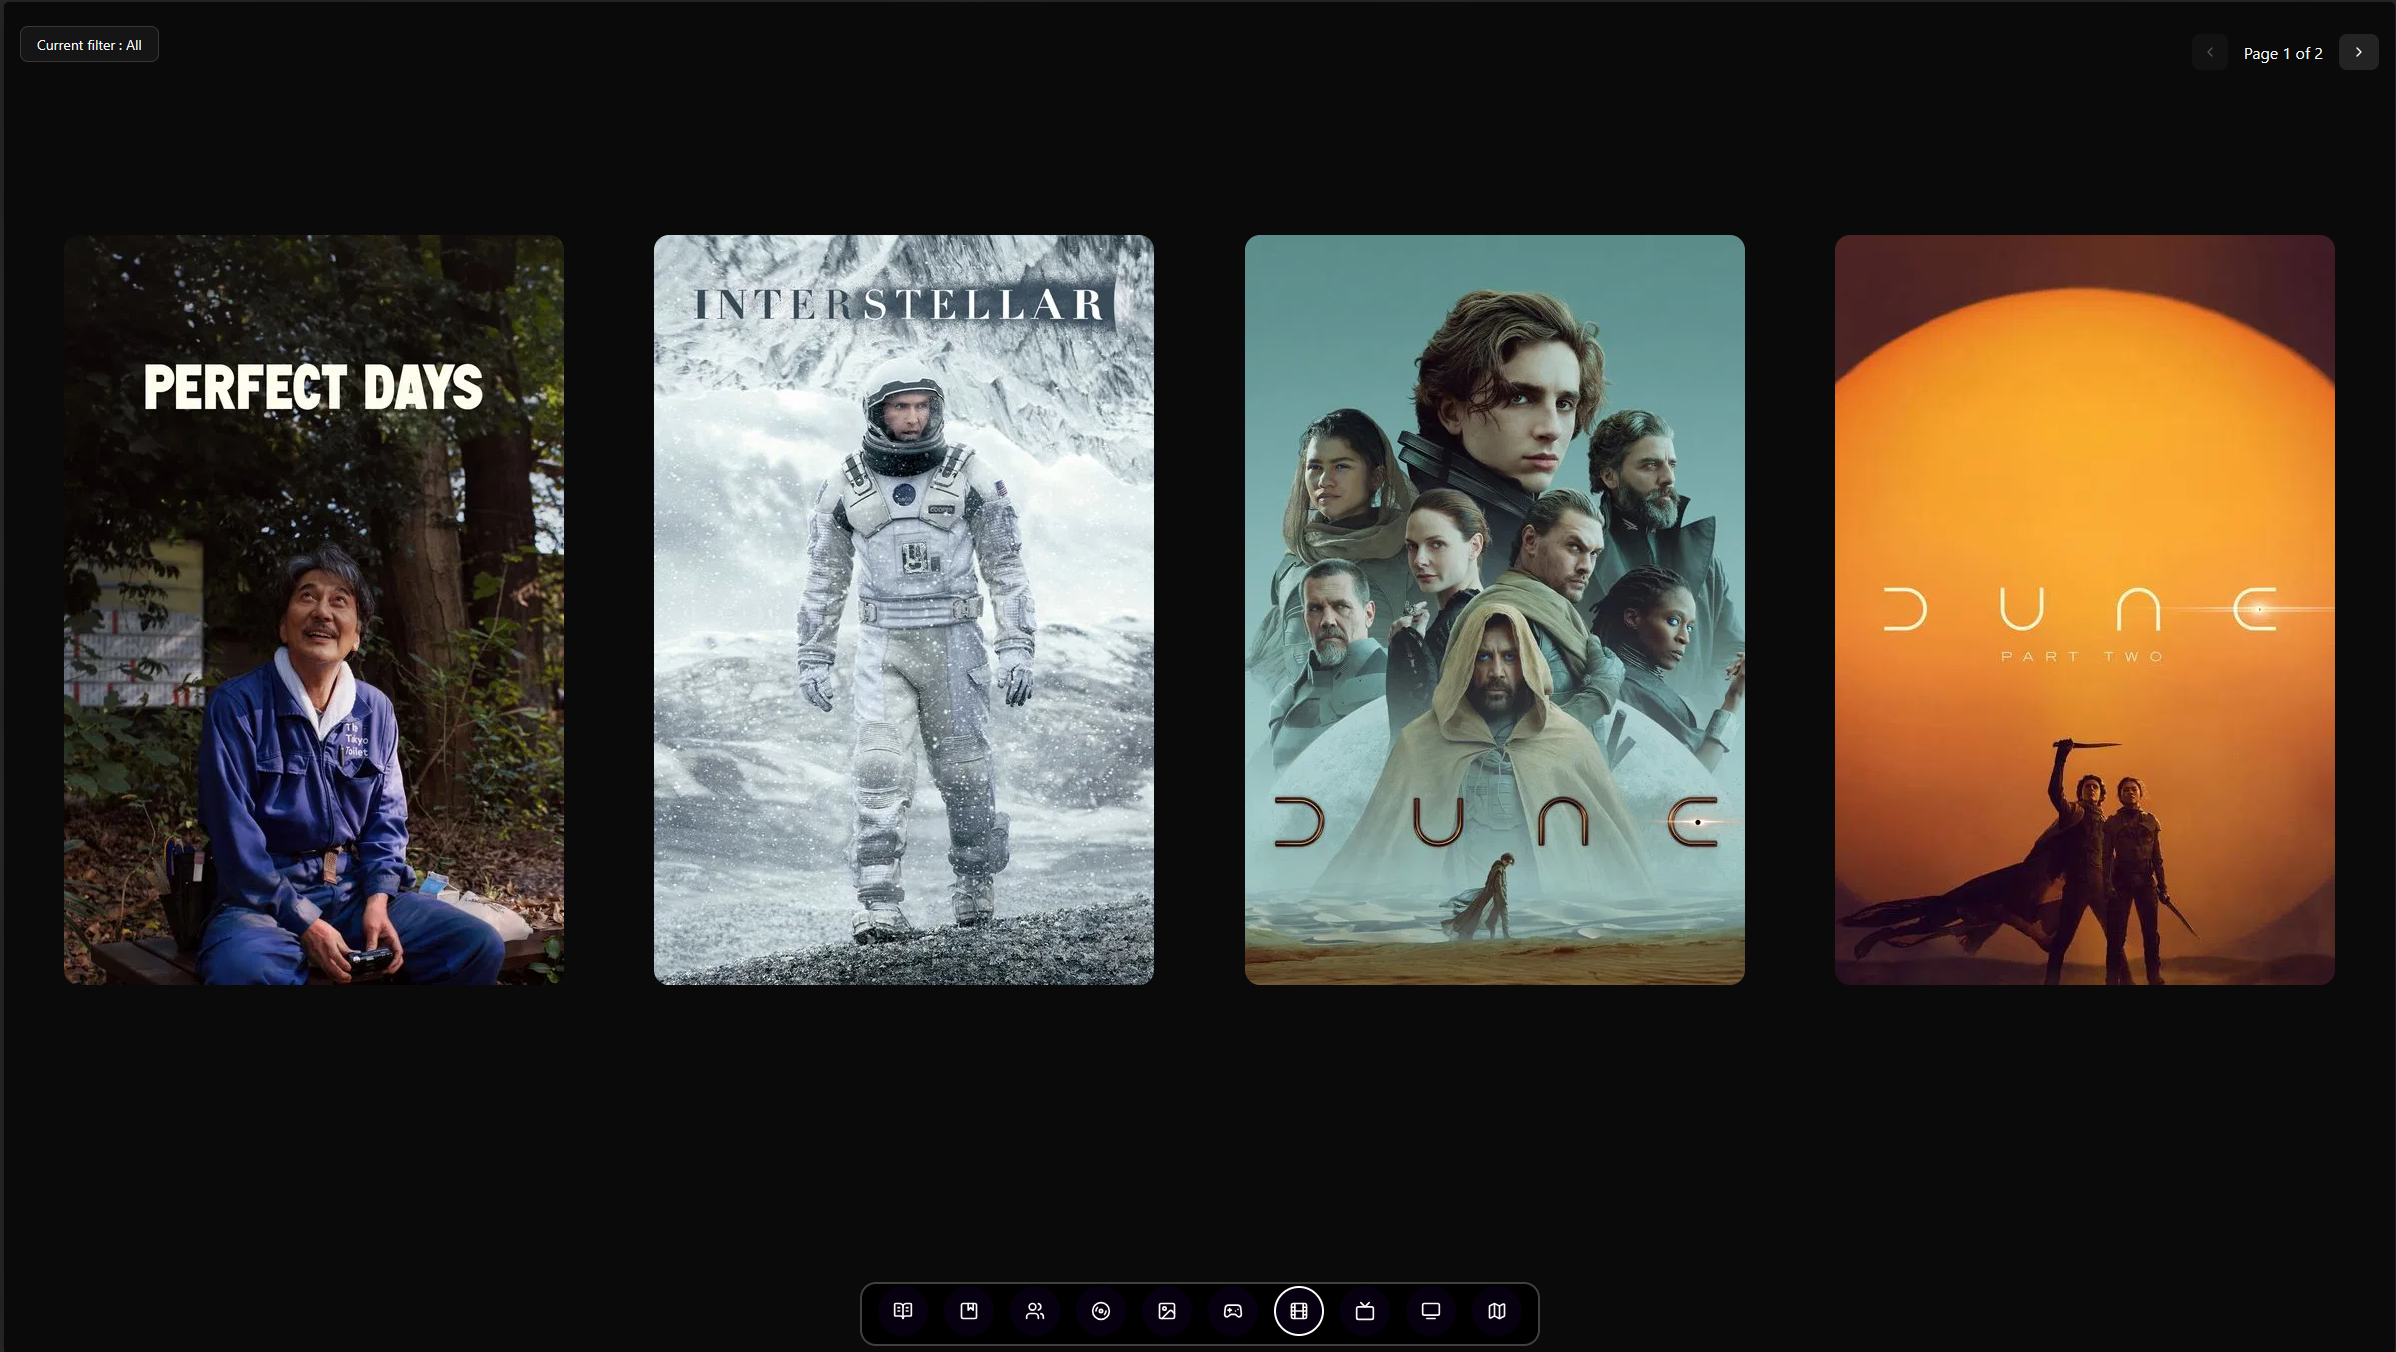 Current filter : All
Page 1 of 2
PERFECT DAYS
The
Tokyo
Toilet
INTERSTELLAR
COOPER
DUNE
DUNE
PART TWO